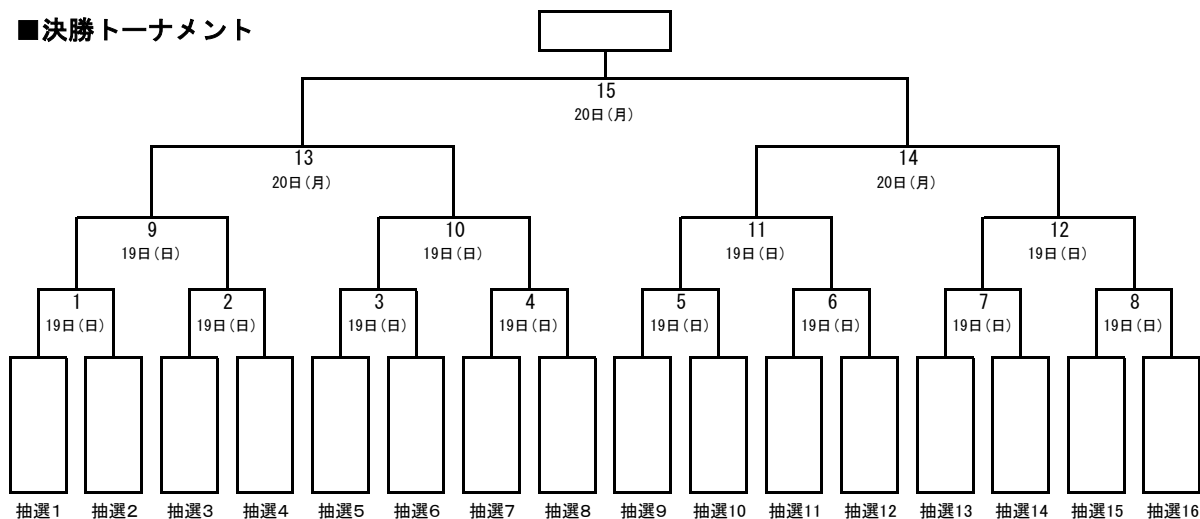 ■決勝トーナメント
15
20日(月)
13 14
20日(月) 20日(月)
9 10 11 12
19日(日) 19日(日) 19日(日) 19日(日)
1 2 3 4 5 6 7 8
19日(日) 19日(日) 19日(日) 19日(日) 19日(日) 19日(日) 19日(日) 19日(日)
抽選1 抽選2 抽選3 抽選4 抽選5 抽選6 抽選7 抽選8 抽選9 抽選10 抽選11 抽選12 抽選13 抽選14 抽選15 抽選16